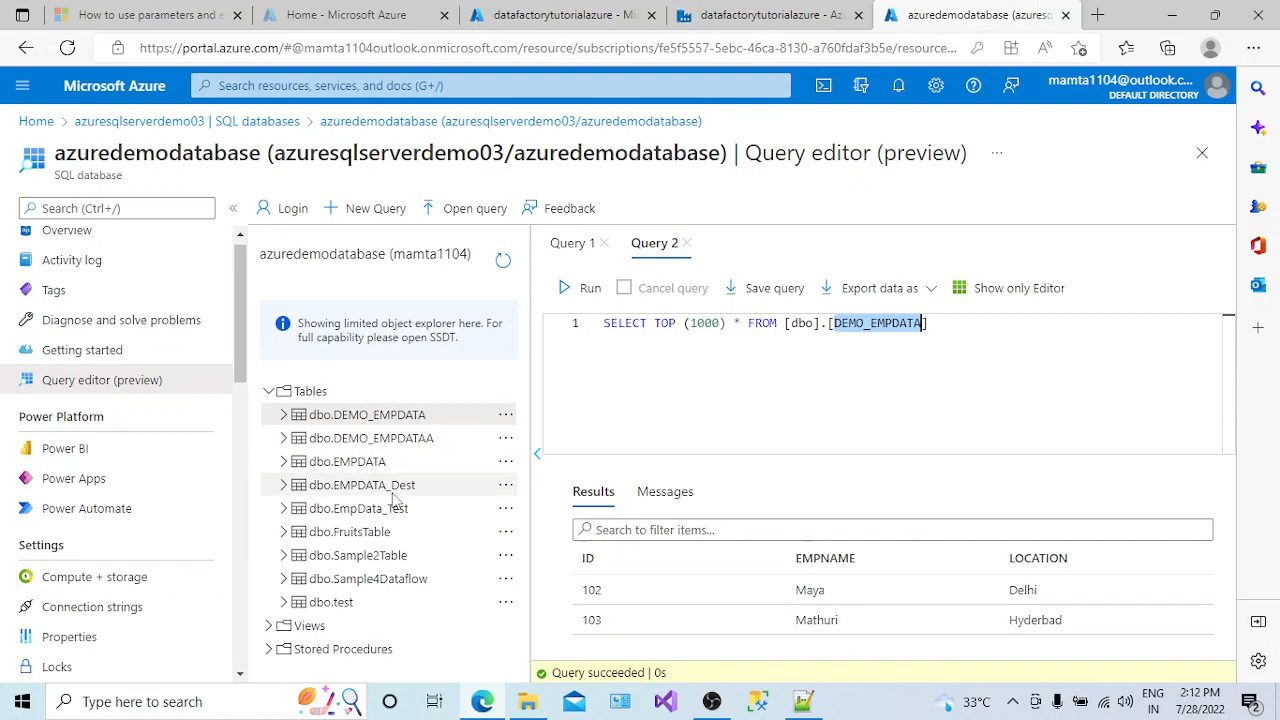 How to use parameters and e
Home - Microsoft Azure
datafactorytutorialazure - Mi
datafactorytutorialazure - Az
azuredemodatabase (azuresq
https://portal.azure.com/#@mamta1104outlook.onmicrosoft.com/resource/subscriptions/fe5f5557-5ebc-46ca-8130-a760fdaf3b5e/resource...
Microsoft Azure
Search resources, services, and docs (G+/)
mamta1104@outlook.c...
DEFAULT DIRECTORY
Home > azuresqlserverdemo03 | SQL databases > azuredemodatabase (azuresqlserverdemo03/azuredemodatabase)
azuredemodatabase (azuresqlserverdemo03/azuredemodatabase) | Query editor (preview) ...
SQL database
Search (Ctrl+/)
Overview
Activity log
Tags
Diagnose and solve problems
Getting started
Query editor (preview)
Power Platform
Power BI
Power Apps
Power Automate
Settings
Compute + storage
Connection strings
Properties
Locks
Login
New Query
Open query
Feedback
azuredemodatabase (mamta1104)
Showing limited object explorer here. For
full capability please open SSDT.
Tables
dbo.DEMO_EMPDATA
dbo.DEMO_EMPDATAA
dbo.EMPDATA
dbo.EMPDATA_Dest
dbo.EmpData_Test
dbo.FruitsTable
dbo.Sample2Table
dbo.Sample4Dataflow
dbo.test
Views
Stored Procedures
Query 1
Query 2
Run
Cancel query
Save query
Export data as
Show only Editor
1 SELECT TOP (1000) * FROM [dbo].[DEMO_EMPDATA]
Results
Messages
Search to filter items...
ID EMPNAME LOCATION
102 Maya Delhi
103 Mathuri Hyderbad
Query succeeded | 0s
Type here to search
33°C
ENG
IN
2:12 PM
7/28/2022
2